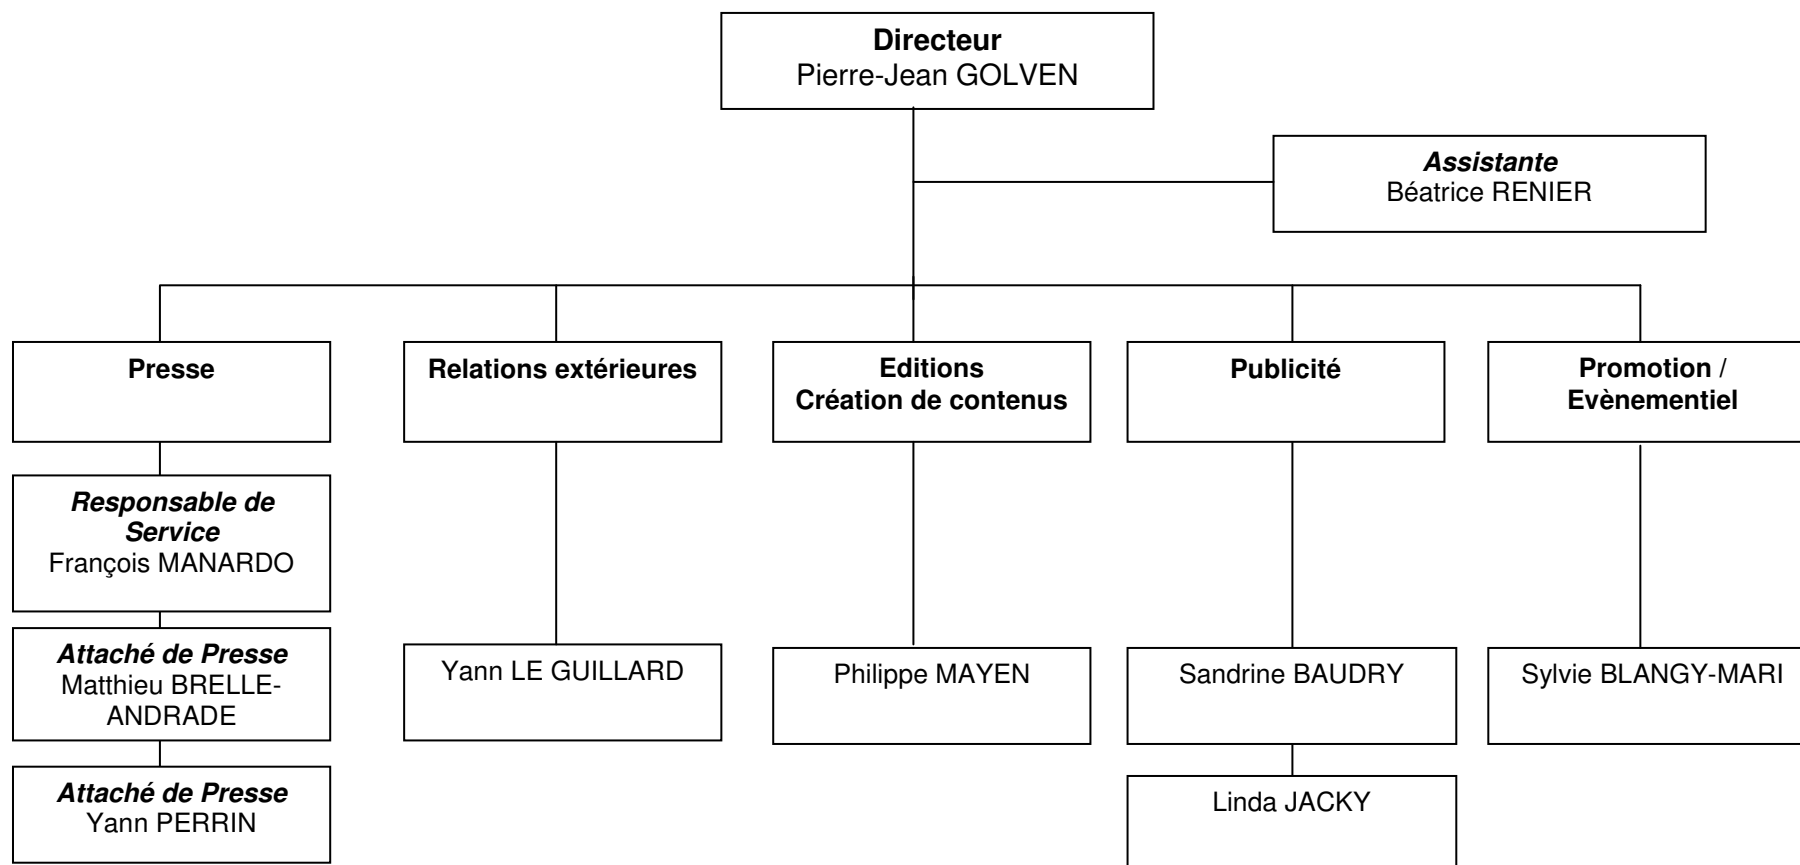 Directeur
Pierre-Jean GOLVEN
Assistante
Béatrice RENIER
Presse
Relations extérieures
Editions
Création de contenus
Publicité
Promotion /
Evènementiel
Responsable de
Service
François MANARDO
Attaché de Presse
Matthieu BRELLE-
ANDRADE
Yann LE GUILLARD
Philippe MAYEN
Sandrine BAUDRY
Sylvie BLANGY-MARI
Attaché de Presse
Yann PERRIN
Linda JACKY